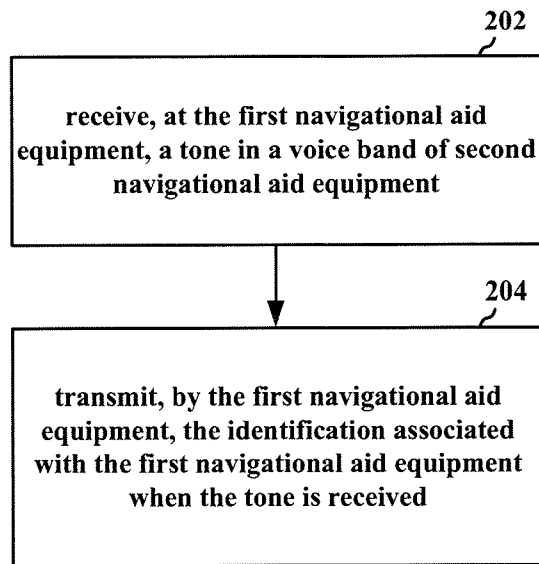 202
receive, at the first navigational aid
equipment, a tone in a voice band of second
navigational aid equipment
204
transmit, by the first navigational aid
equipment, the identification associated
with the first navigational aid equipment
when the tone is received